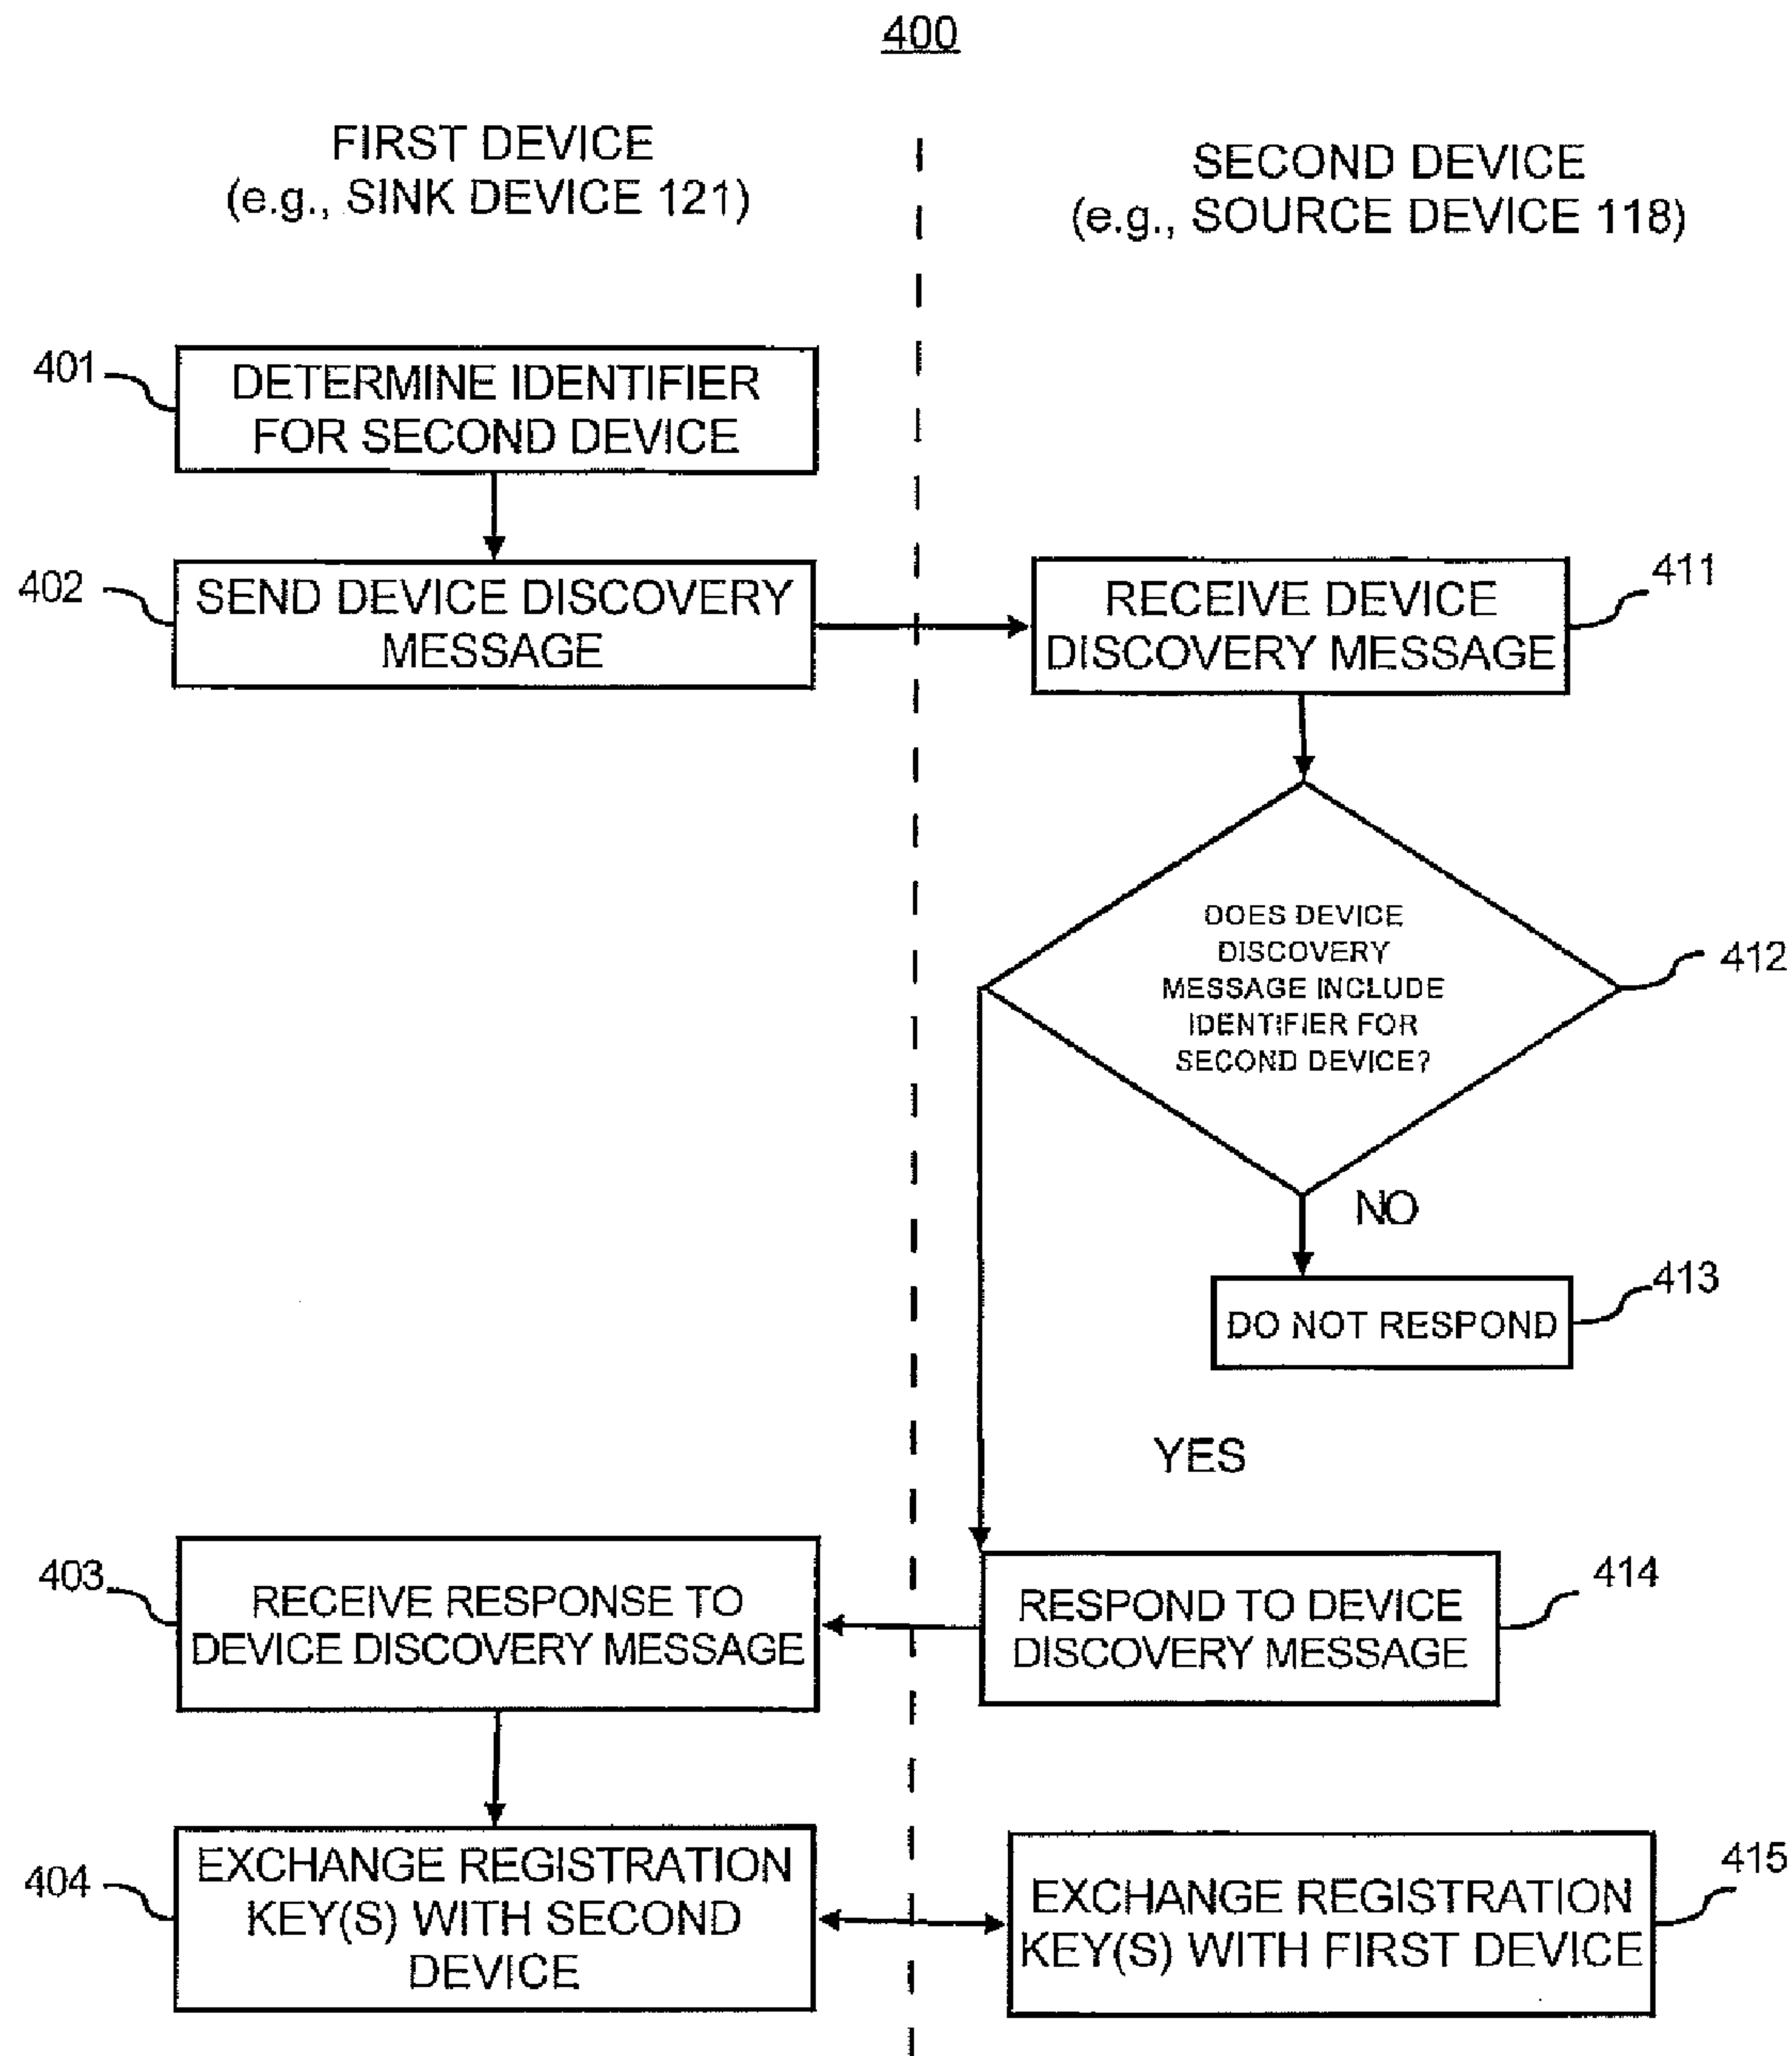 400
FIRST DEVICE
(e.g., SINK DEVICE 121)
SECOND DEVICE
(e.g., SOURCE DEVICE 118)
401
DETERMINE IDENTIFIER
FOR SECOND DEVICE
402
SEND DEVICE DISCOVERY
MESSAGE
RECEIVE DEVICE
DISCOVERY MESSAGE
411
DOES DEVICE
DISCOVERY
MESSAGE INCLUDE
IDENTIFIER FOR
SECOND DEVICE?
412
NO
413
DO NOT RESPOND
YES
403
RECEIVE RESPONSE TO
DEVICE DISCOVERY MESSAGE
RESPOND TO DEVICE
DISCOVERY MESSAGE
414
404
EXCHANGE REGISTRATION
KEY(S) WITH SECOND
DEVICE
EXCHANGE REGISTRATION
KEY(S) WITH FIRST DEVICE
415